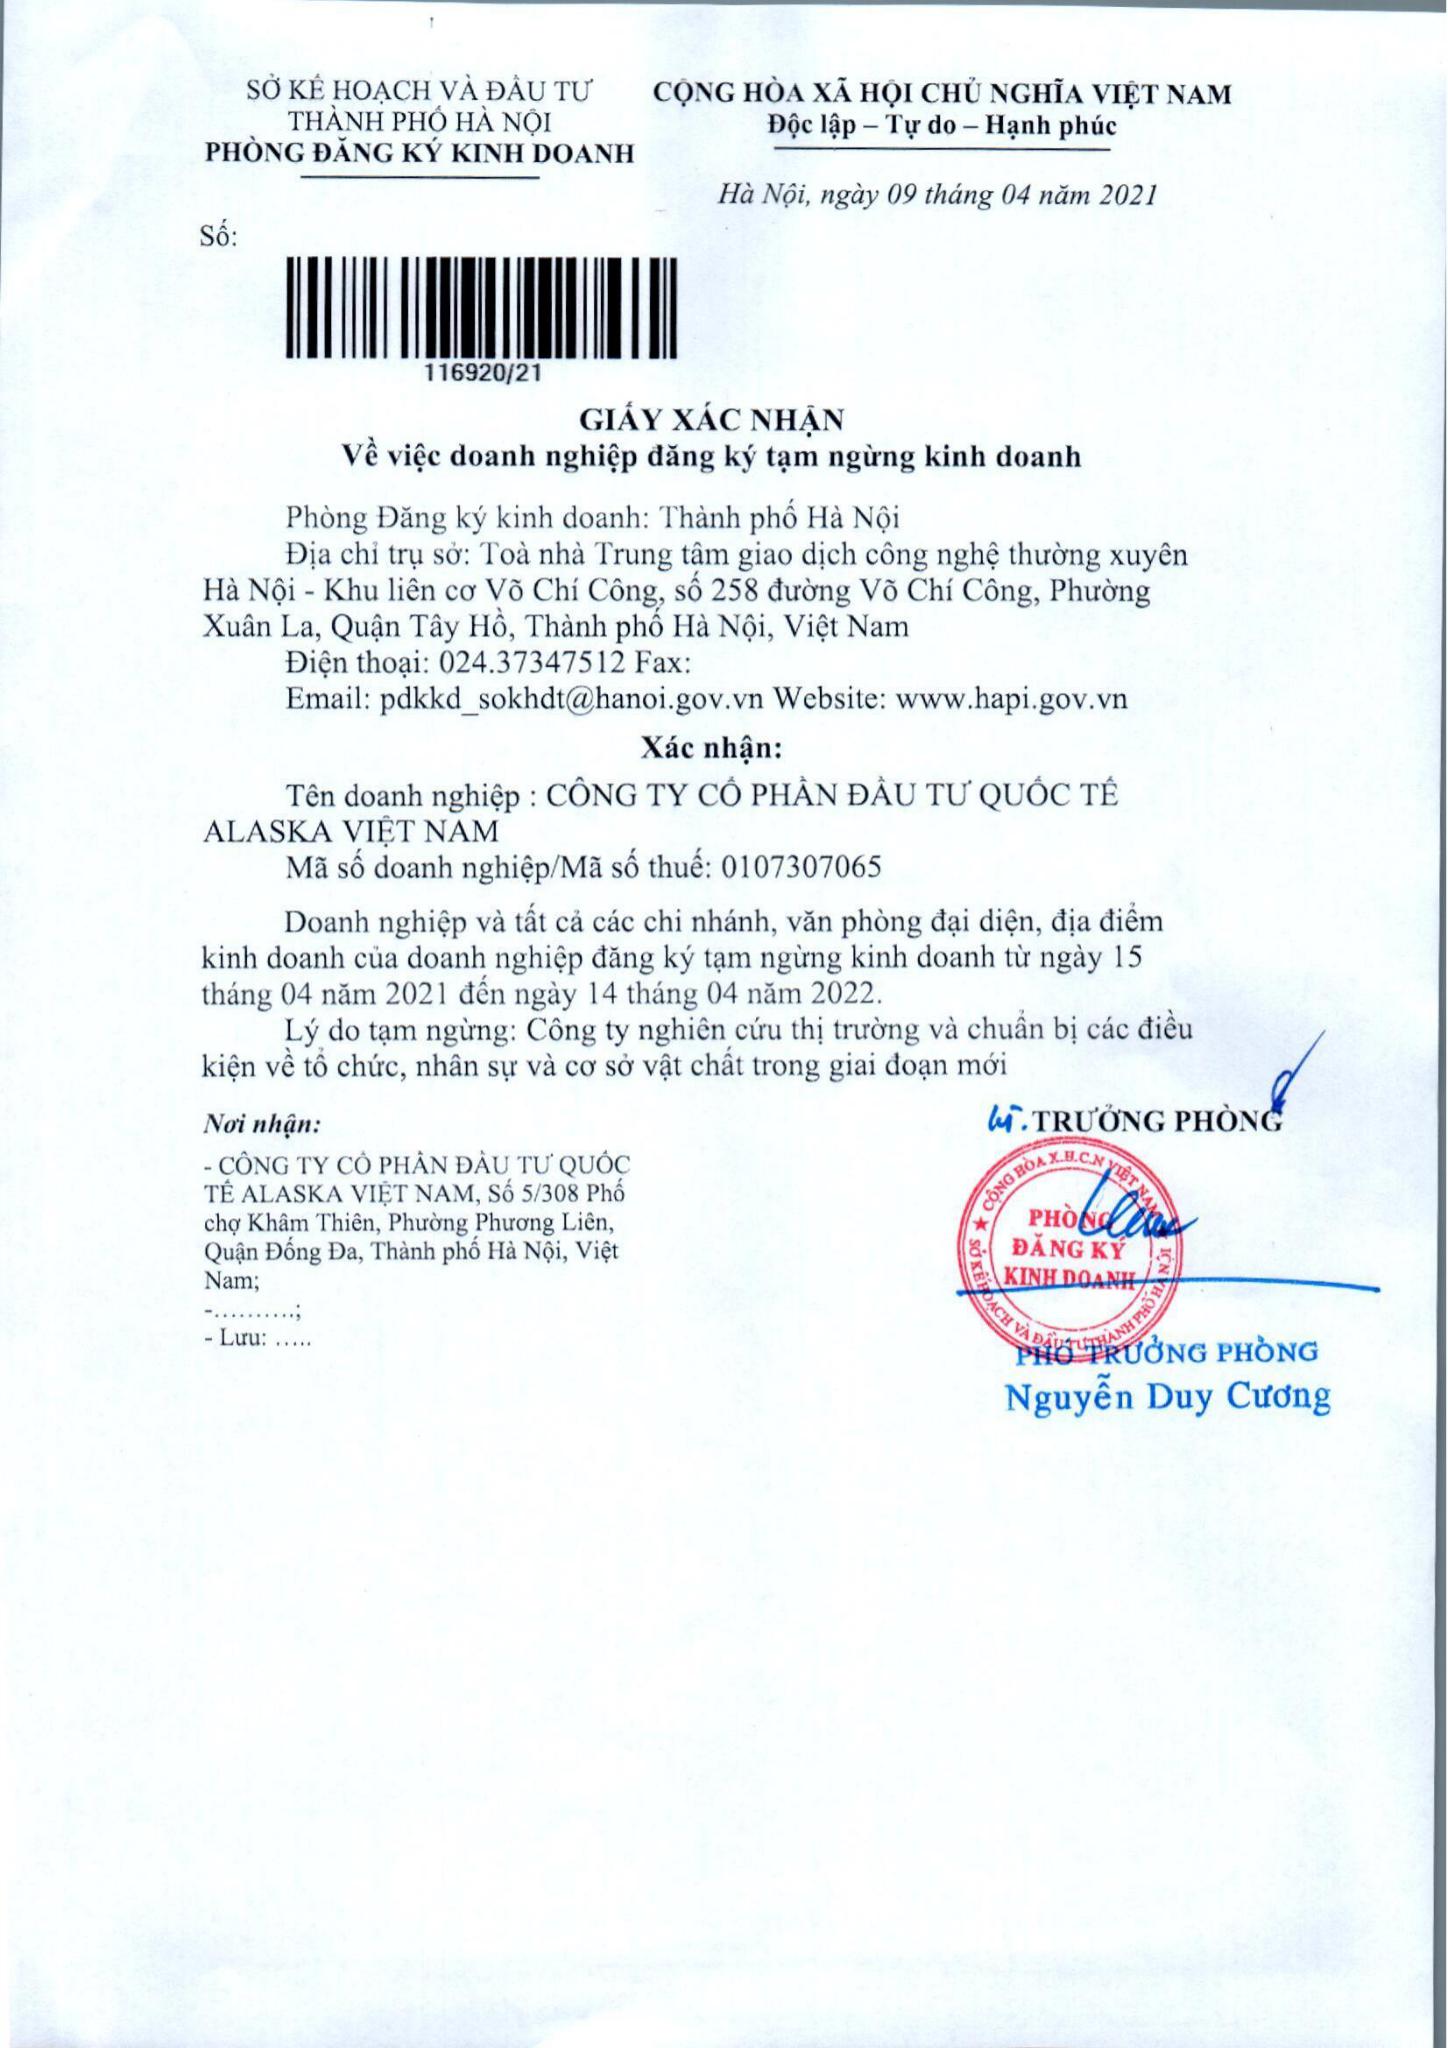 SỞ KẾ HOẠCH VÀ ĐẦU TƯ
THÀNH PHỐ HÀ NỘI
PHÒNG ĐĂNG KÝ KINH DOANH
CỘNG HÒA XÃ HỘI CHỦ NGHĨA VIỆT NAM
Độc lập – Tự do – Hạnh phúc
Hà Nội, ngày 09 tháng 04 năm 2021
Số:
116920/21
GIẤY XÁC NHẬN
Về việc doanh nghiệp đăng ký tạm ngừng kinh doanh
Phòng Đăng ký kinh doanh: Thành phố Hà Nội
Địa chỉ trụ sở: Toà nhà Trung tâm giao dịch công nghệ thường xuyên
Hà Nội - Khu liên cơ Võ Chí Công, số 258 đường Võ Chí Công, Phường
Xuân La, Quận Tây Hồ, Thành phố Hà Nội, Việt Nam
Điện thoại: 024.37347512 Fax:
Email: pdkkd_sokhdt@hanoi.gov.vn Website: www.hapi.gov.vn
Xác nhận:
Tên doanh nghiệp : CÔNG TY CỔ PHẦN ĐẦU TƯ QUỐC TẾ
ALASKA VIỆT NAM
Mã số doanh nghiệp/Mã số thuế: 0107307065
Doanh nghiệp và tất cả các chi nhánh, văn phòng đại diện, địa điểm
kinh doanh của doanh nghiệp đăng ký tạm ngừng kinh doanh từ ngày 15
tháng 04 năm 2021 đến ngày 14 tháng 04 năm 2022.
Lý do tạm ngừng: Công ty nghiên cứu thị trường và chuẩn bị các điều
kiện về tổ chức, nhân sự và cơ sở vật chất trong giai đoạn mới
Nơi nhận:
- CÔNG TY CỔ PHẦN ĐẦU TƯ QUỐC
TẾ ALASKA VIỆT NAM, Số 5/308 Phố
chợ Khâm Thiên, Phường Phương Liên,
Quận Đống Đa, Thành phố Hà Nội, Việt
Nam;
-..........;
- Lưu: .....
KT. TRƯỞNG PHÒNG
CỘNG HÒA X.H.C.N VIỆT NAM
PHÒNG
ĐĂNG KÝ
KINH DOANH
SỞ KẾ HOẠCH VÀ ĐẦU TƯ THÀNH PHỐ HÀ NỘI
PHÓ TRƯỞNG PHÒNG
Nguyễn Duy Cương